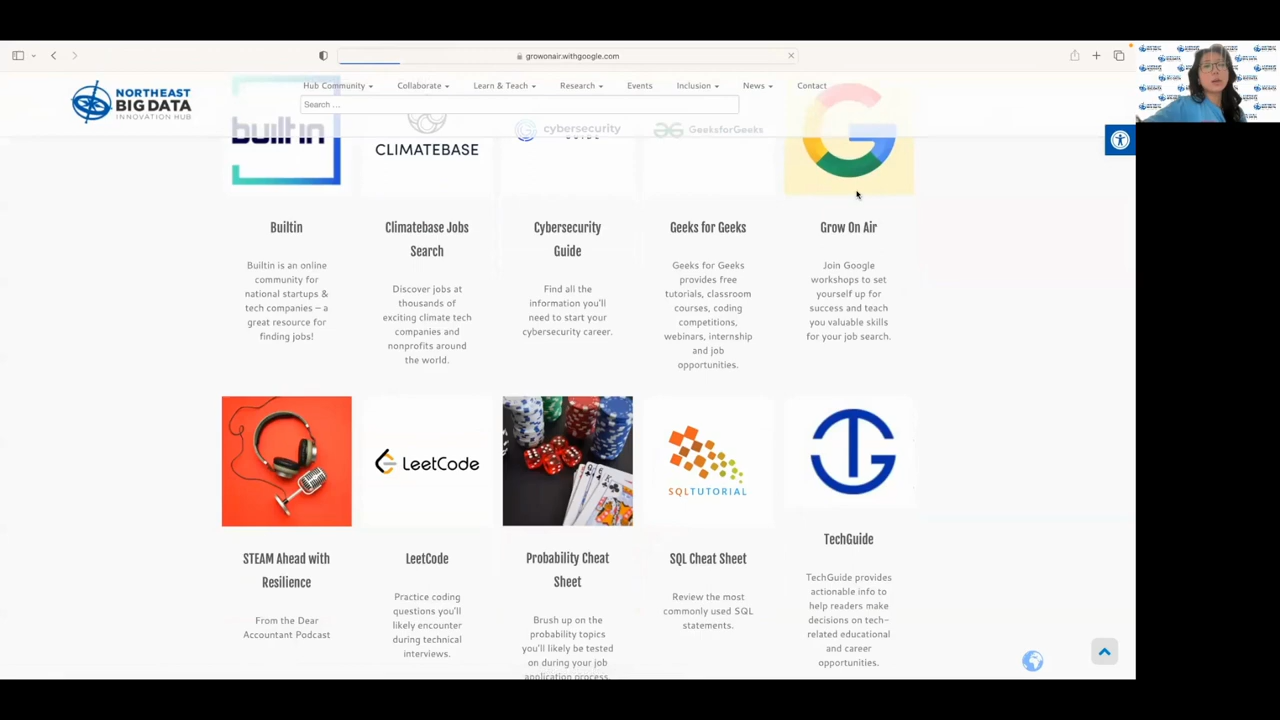 growonair.withgoogle.com
NORTHEAST
BIG DATA
INNOVATION HUB
Hub Community
Collaborate
Learn & Teach
Research
Events
Inclusion
News
Contact
Search ...
builtin
CLIMATEBASE
cybersecurity
GUIDE
GeeksforGeeks
Builtin
Builtin is an online
community for
national startups &
tech companies – a
great resource for
finding jobs!
Climatebase Jobs
Search
Discover jobs at
thousands of
exciting climate tech
companies and
nonprofits around
the world.
Cybersecurity
Guide
Find all the
information you'll
need to start your
cybersecurity career.
Geeks for Geeks
Geeks for Geeks
provides free
tutorials, classroom
courses, coding
competitions,
webinars, internship
and job
opportunities.
Grow On Air
Join Google
workshops to set
yourself up for
success and teach
you valuable skills
for your job search.
STEAM Ahead with
Resilience
From the Dear
Accountant Podcast
LeetCode
LeetCode
Practice coding
questions you'll
likely encounter
during technical
interviews.
Probability Cheat
Sheet
Brush up on the
probability topics
you'll likely be tested
on during your job
application process.
SQLTUTORIAL
SQL Cheat Sheet
Review the most
commonly used SQL
statements.
TG
TechGuide
TechGuide provides
actionable info to
help readers make
decisions on tech-
related educational
and career
opportunities.